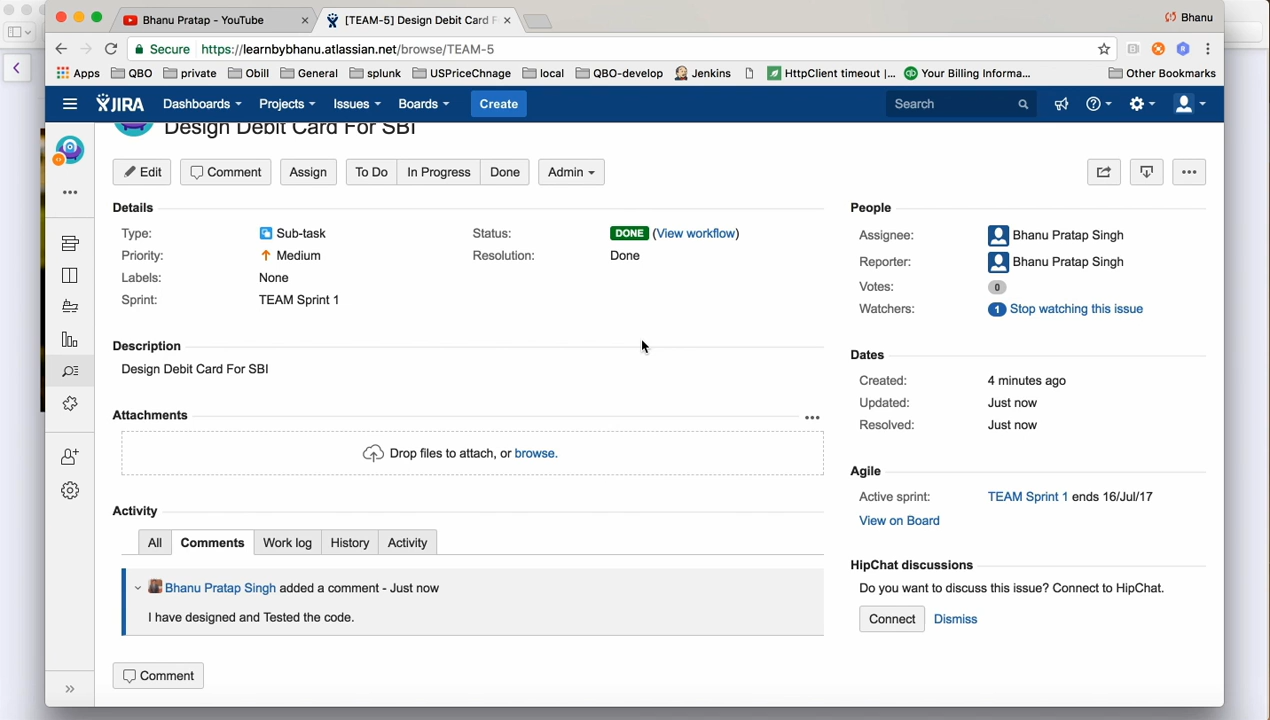 Bhanu Pratap - YouTube
[TEAM-5] Design Debit Card F
Bhanu
Secure
https://learnbybhanu.atlassian.net/browse/TEAM-5
Apps QBO private Obill General splunk USPriceChnage local QBO-develop Jenkins HttpClient timeout |... Your Billing Informa... Other Bookmarks
JIRA Dashboards Projects Issues Boards Create Search
Design Debit Card For SBI
Edit Comment Assign To Do In Progress Done Admin
Details
Type: Sub-task
Status: DONE (View workflow)
Priority: Medium
Resolution: Done
Labels: None
Sprint: TEAM Sprint 1
Description
Design Debit Card For SBI
Attachments
Drop files to attach, or browse.
Activity
All Comments Work log History Activity
Bhanu Pratap Singh added a comment - Just now
I have designed and Tested the code.
Comment
People
Assignee: Bhanu Pratap Singh
Reporter: Bhanu Pratap Singh
Votes: 0
Watchers: 1 Stop watching this issue
Dates
Created: 4 minutes ago
Updated: Just now
Resolved: Just now
Agile
Active sprint: TEAM Sprint 1 ends 16/Jul/17
View on Board
HipChat discussions
Do you want to discuss this issue? Connect to HipChat.
Connect Dismiss